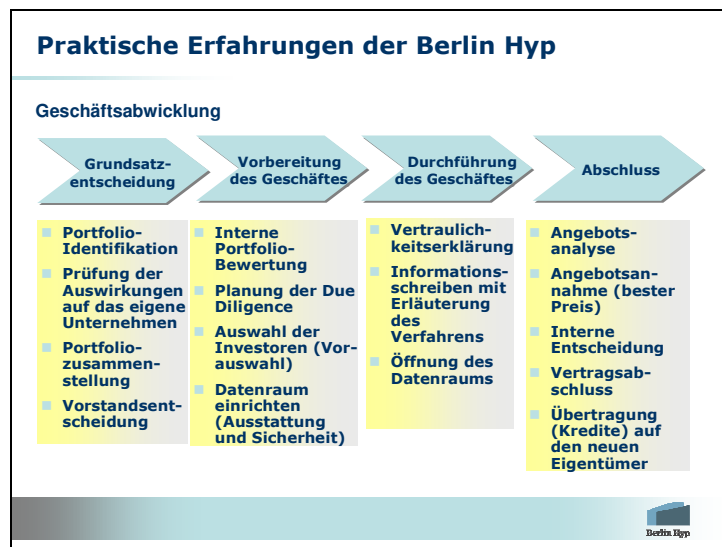 Praktische Erfahrungen der Berlin Hyp
Geschäftsabwicklung
Grundsatz-
entscheidung
Vorbereitung
des Geschäftes
Durchführung
des Geschäftes
Abschluss
Portfolio-
Identifikation
Prüfung der
Auswirkungen
auf das eigene
Unternehmen
Portfolio-
zusammen-
stellung
Vorstandsent-
scheidung
Interne
Portfolio-
Bewertung
Planung der Due
Diligence
Auswahl der
Investoren (Vor-
auswahl)
Datenraum
einrichten
(Ausstattung
und Sicherheit)
Vertraulich-
keitserklärung
Informations-
schreiben mit
Erläuterung
des
Verfahrens
Öffnung des
Datenraums
Angebots-
analyse
Angebotsan-
nahme (bester
Preis)
Interne
Entscheidung
Vertragsab-
schluss
Übertragung
(Kredite) auf
den neuen
Eigentümer
Berlin Hyp